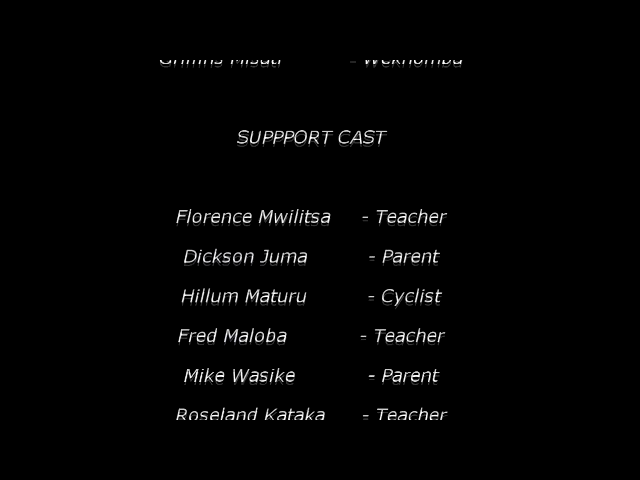 SUPPPORT CAST
Florence Mwilitsa - Teacher
Dickson Juma - Parent
Hillum Maturu - Cyclist
Fred Maloba - Teacher
Mike Wasike - Parent
Roseland Kataka - Teacher